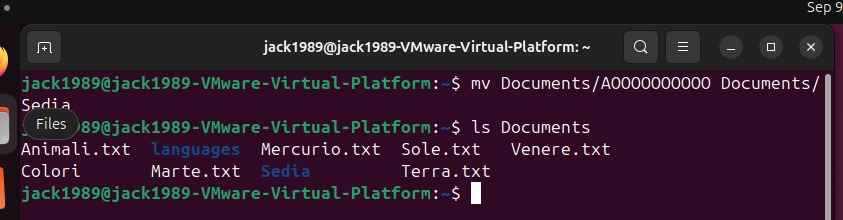 Sep 9
jack1989@jack1989-VMware-Virtual-Platform: ~
jack1989@jack1989-VMware-Virtual-Platform:~$ mv Documents/A0000000000 Documents/
Sedia
Files
jack1989@jack1989-VMware-Virtual-Platform:~$ ls Documents
Animali.txt languages Mercurio.txt Sole.txt Venere.txt
Colori Marte.txt Sedia Terra.txt
jack1989@jack1989-VMware-Virtual-Platform:~$